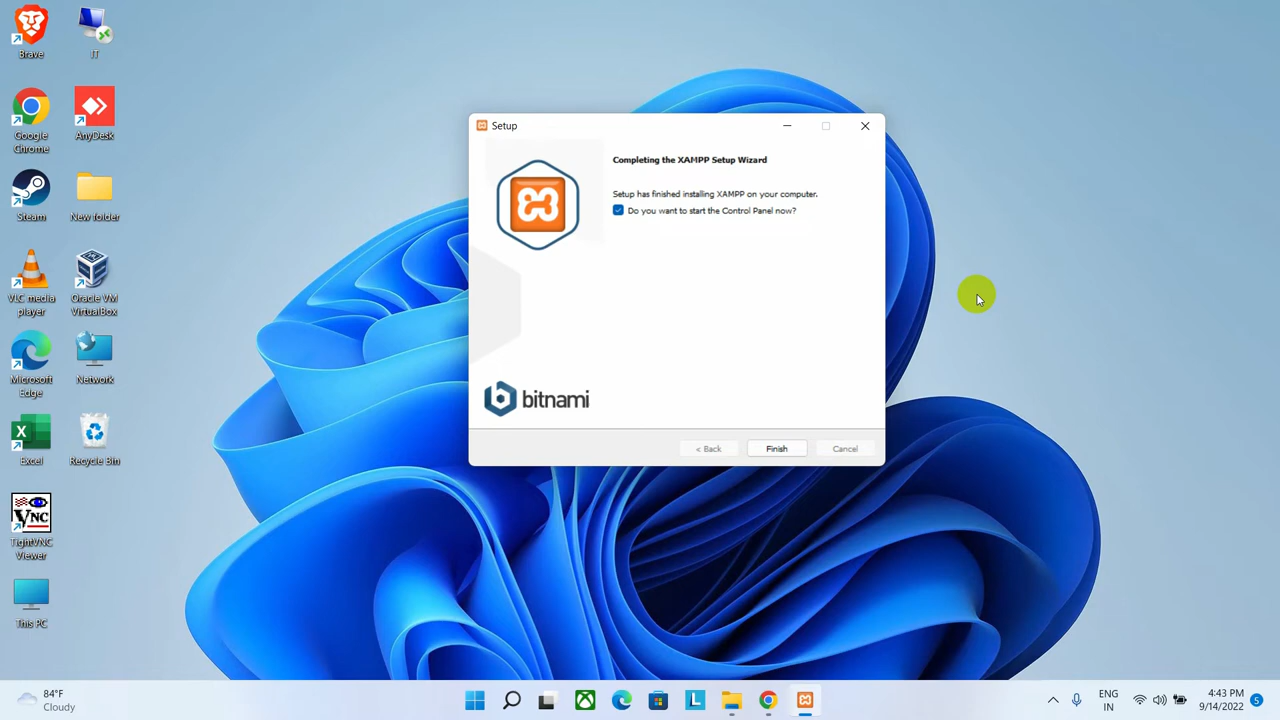 Brave
IT
Google
Chrome
AnyDesk
Steam
New folder
VLC media
player
Oracle VM
VirtualBox
Microsoft
Edge
Network
Excel
Recycle Bin
VNC
TightVNC
Viewer
This PC
Setup
Completing the XAMPP Setup Wizard
Setup has finished installing XAMPP on your computer.
Do you want to start the Control Panel now?
bitnami
< Back
Finish
Cancel
84°F
Cloudy
L
ENG
IN
4:43 PM
9/14/2022
5